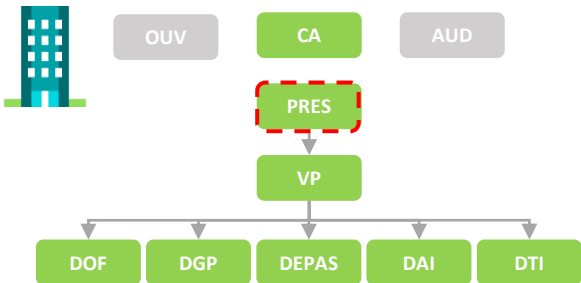 OUV CA AUD
PRES
VP
DOF DGP DEPAS DAI DTI